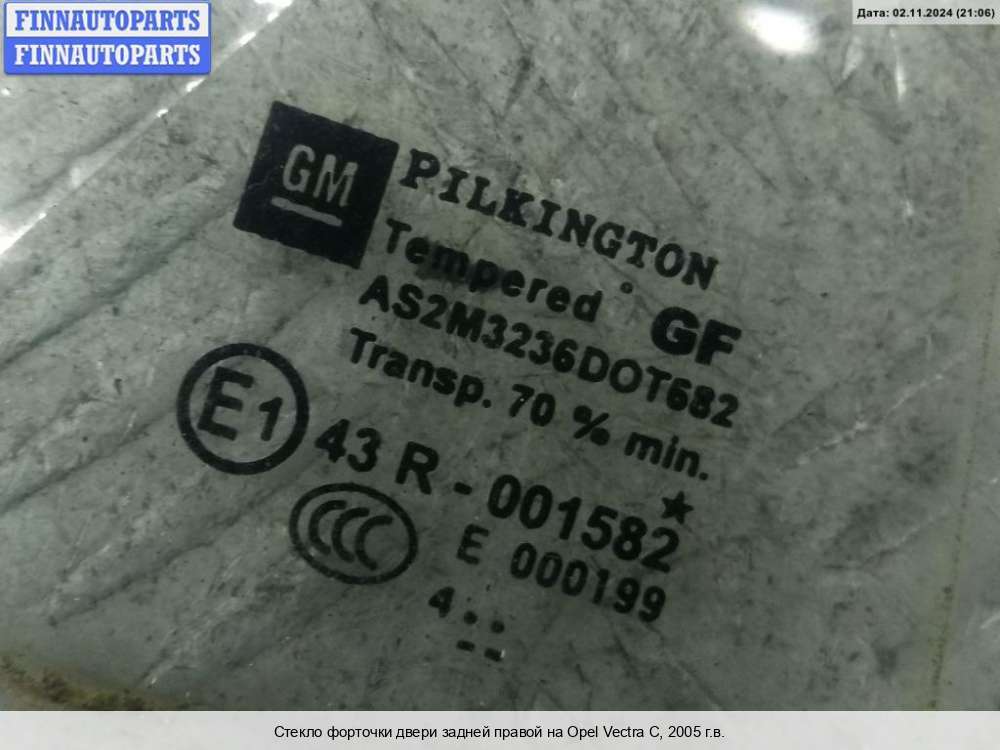 FINNAUTOPARTS
FINNAUTOPARTS
Дата: 02.11.2024 (21:06)
GM
PILKINGTON
Tempered GF
AS2M3236DOT682
Transp. 70 % min.
E1
43 R - 001582
CCC
E 000199
4
Стекло форточки двери задней правой на Opel Vectra C, 2005 г.в.